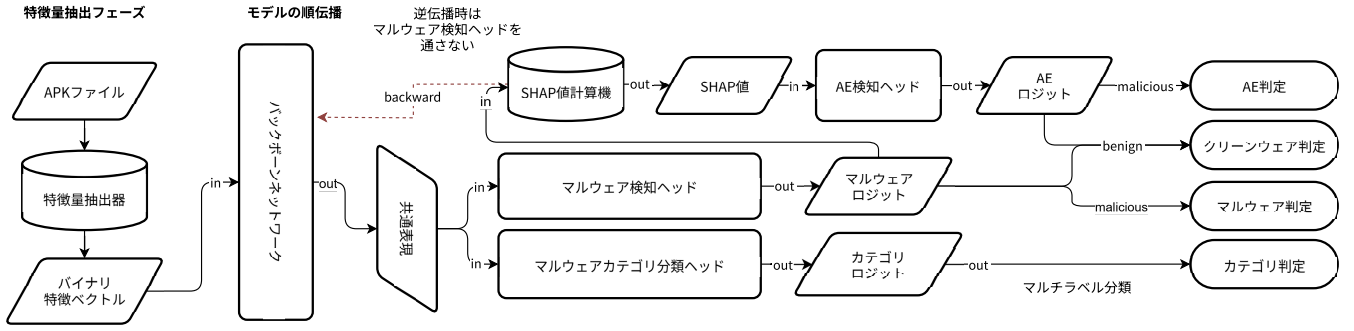 特徴量抽出フェーズ
APKファイル
特徴量抽出器
バイナリ
特徴ベクトル
in
モデルの順伝播
バックボーンネットワーク
out
共通表現
逆伝播時は
マルウェア検知ヘッドを
通さない
backward
in
SHAP値計算機
out
SHAP値
in
AE検知ヘッド
out
AE
ロジット
malicious
AE判定
in
マルウェア検知ヘッド
out
マルウェア
ロジット
benign
クリーンウェア判定
malicious
マルウェア判定
in
マルウェアカテゴリ分類ヘッド
out
カテゴリ
ロジット
out
マルチラベル分類
カテゴリ判定